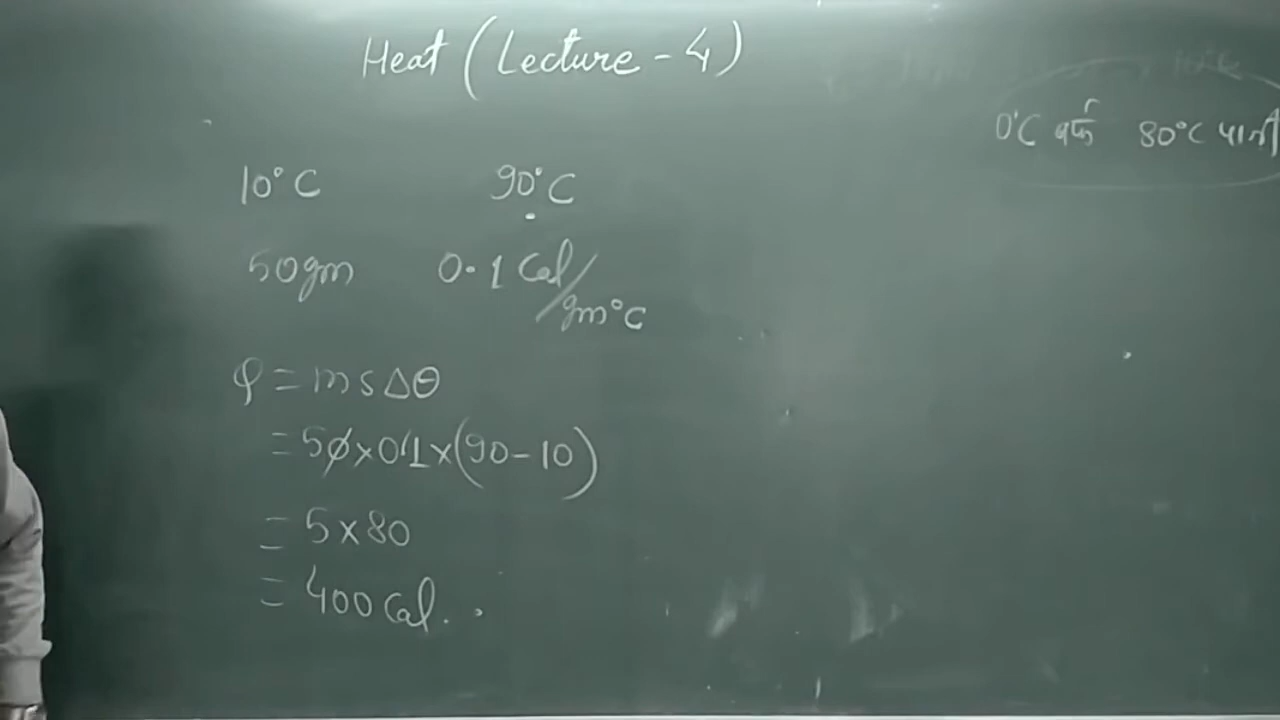 Heat (Lecture - 4)
0°C बर्फ 80°C पानी
10°C 90°C
50gm 0.1 Cal/gm°C
Q = msΔθ
= 50×0.1×(90-10)
= 5×80
= 400 Cal.